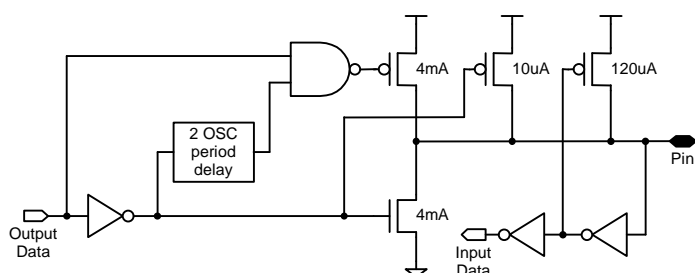 4mA
10uA
120uA
2 OSC
period
delay
Pin
4mA
Output
Data
Input
Data